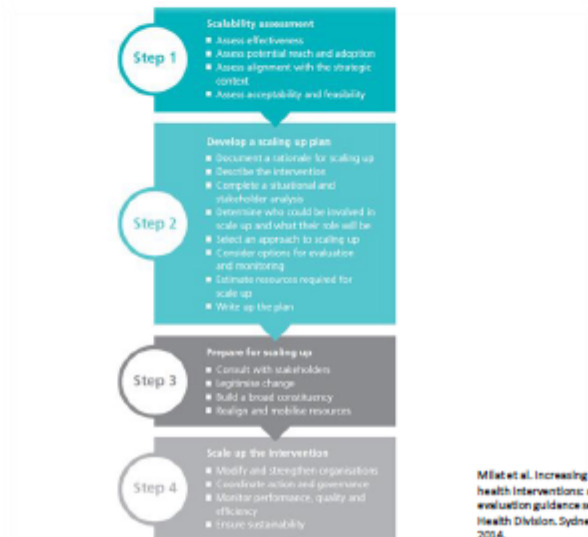 Step 1
Scalability assessment
Assess effectiveness
Assess potential reach and adoption
Assess alignment with the strategic
context
Assess acceptability and feasibility
Step 2
Develop a scaling up plan
Document a rationale for scaling up
Describe the intervention
Complete a situational and
stakeholder analysis
Determine who could be involved in
scale up and what their role will be
Select an approach to scaling up
Consider options for evaluation
and monitoring
Estimate resources required for
scale up
Write up the plan
Step 3
Prepare for scaling up
Consult with stakeholders
Legitimise change
Build a broad constituency
Realign and mobilise resources
Step 4
Scale up the intervention
Modify and strengthen organisations
Coordinate action and governance
Monitor performance, quality and
efficiency
Ensure sustainability
Milat et al. Increasing
health interventions:
evaluation guidance
Health Division. Sydne
2014.